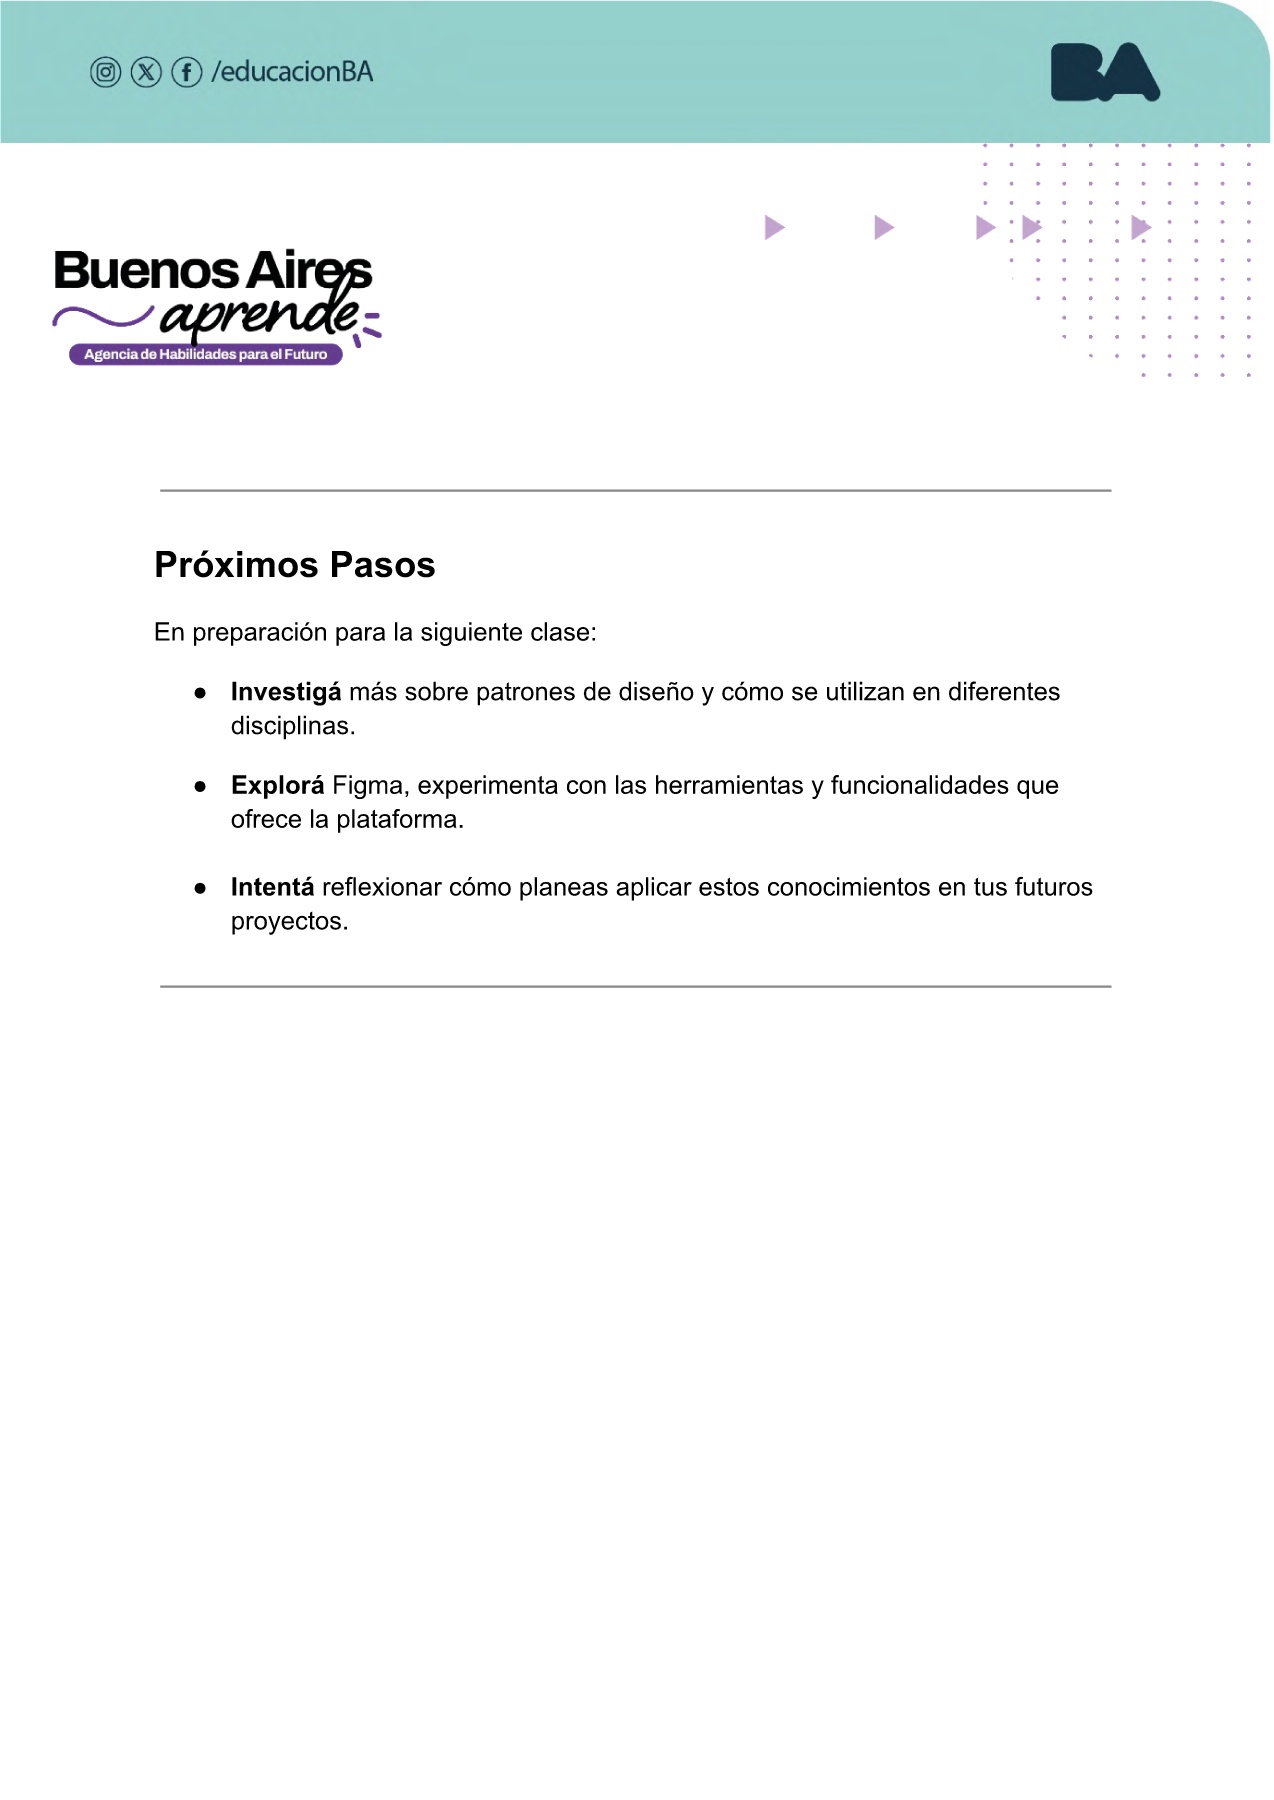 /educacionBA
BA
Buenos Aires
aprende
Agencia de Habilidades para el Futuro
Próximos Pasos
En preparación para la siguiente clase:
● Investigá más sobre patrones de diseño y cómo se utilizan en diferentes
disciplinas.
● Explorá Figma, experimenta con las herramientas y funcionalidades que
ofrece la plataforma.
● Intentá reflexionar cómo planeas aplicar estos conocimientos en tus futuros
proyectos.